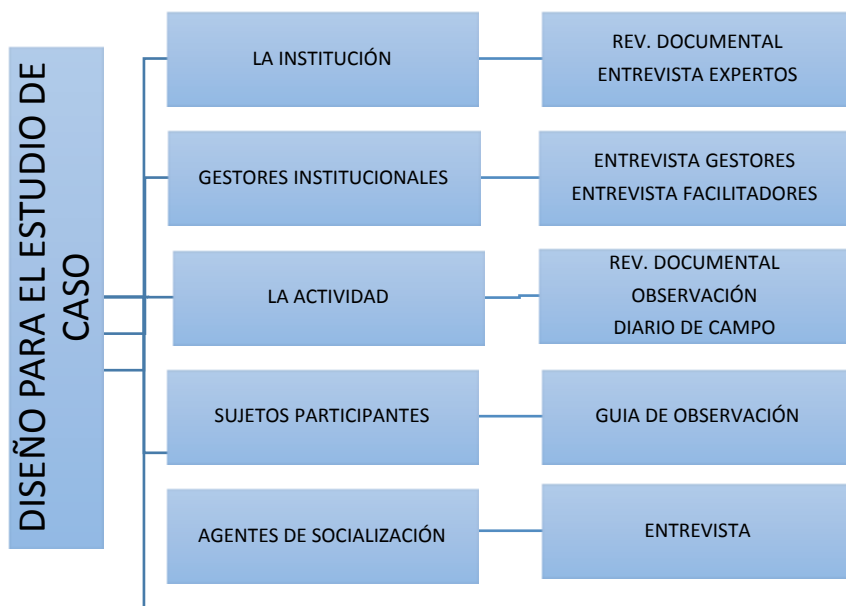 DISEÑO PARA EL ESTUDIO DE
CASO
LA INSTITUCIÓN
REV. DOCUMENTAL
ENTREVISTA EXPERTOS
GESTORES INSTITUCIONALES
ENTREVISTA GESTORES
ENTREVISTA FACILITADORES
LA ACTIVIDAD
REV. DOCUMENTAL
OBSERVACIÓN
DIARIO DE CAMPO
SUJETOS PARTICIPANTES
GUIA DE OBSERVACIÓN
AGENTES DE SOCIALIZACIÓN
ENTREVISTA